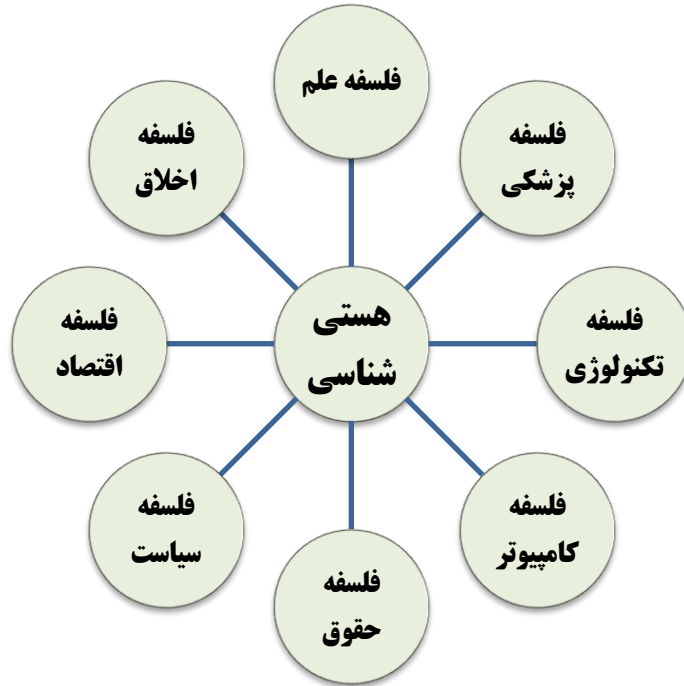 فلسفه علم
فلسفه
پزشکی
فلسفه
تکنولوژی
فلسفه
کامپیوتر
فلسفه
حقوق
فلسفه
سیاست
فلسفه
اقتصاد
فلسفه
اخلاق
هستی
شناسی